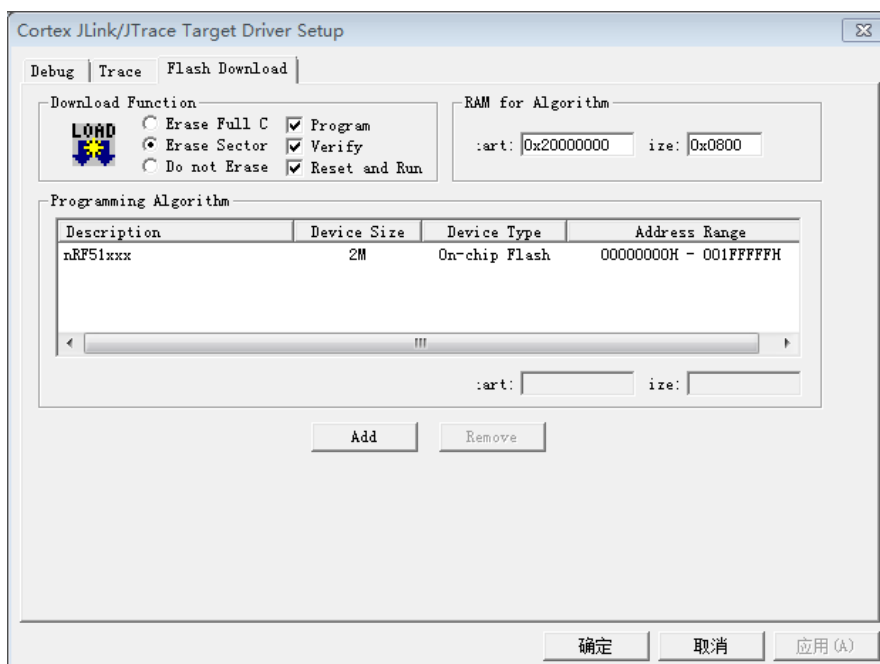 Cortex JLink/JTrace Target Driver Setup
Debug Trace Flash Download
Download Function
LOAD
Erase Full C
Erase Sector
Do not Erase
Program
Verify
Reset and Run
RAM for Algorithm
:art: 0x20000000 ize: 0x0800
Programming Algorithm
Description Device Size Device Type Address Range
nRF51xxx 2M On-chip Flash 00000000H - 001FFFFFH
:art: ize:
Add Remove
确定 取消 应用(A)